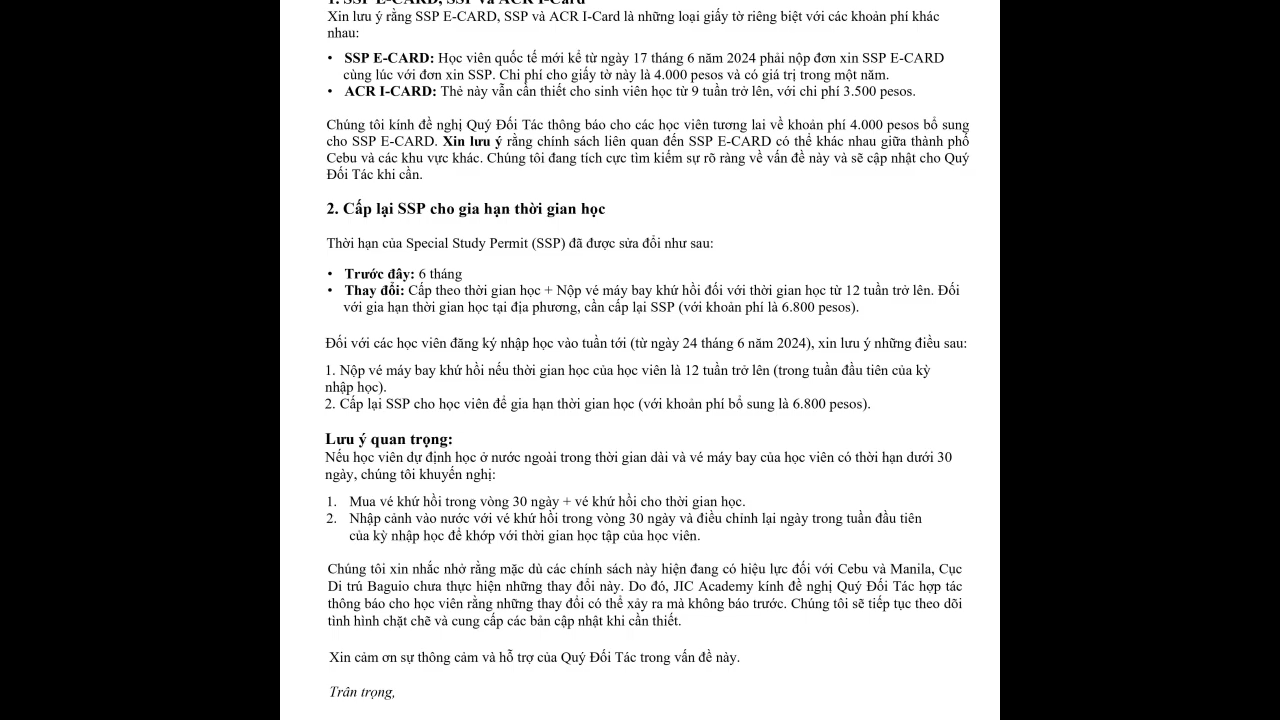 1. SSP E-CARD, SSP và ACR I-Card
Xin lưu ý rằng SSP E-CARD, SSP và ACR I-Card là những loại giấy tờ riêng biệt với các khoản phí khác
nhau:
• SSP E-CARD: Học viên quốc tế mới kể từ ngày 17 tháng 6 năm 2024 phải nộp đơn xin SSP E-CARD
cùng lúc với đơn xin SSP. Chi phí cho giấy tờ này là 4.000 pesos và có giá trị trong một năm.
• ACR I-CARD: Thẻ này vẫn cần thiết cho sinh viên học từ 9 tuần trở lên, với chi phí 3.500 pesos.
Chúng tôi kính đề nghị Quý Đối Tác thông báo cho các học viên tương lai về khoản phí 4.000 pesos bổ sung
cho SSP E-CARD. Xin lưu ý rằng chính sách liên quan đến SSP E-CARD có thể khác nhau giữa thành phố
Cebu và các khu vực khác. Chúng tôi đang tích cực tìm kiếm sự rõ ràng về vấn đề này và sẽ cập nhật cho Quý
Đối Tác khi cần.
2. Cấp lại SSP cho gia hạn thời gian học
Thời hạn của Special Study Permit (SSP) đã được sửa đổi như sau:
• Trước đây: 6 tháng
• Thay đổi: Cấp theo thời gian học + Nộp vé máy bay khứ hồi đối với thời gian học từ 12 tuần trở lên. Đối
với gia hạn thời gian học tại địa phương, cần cấp lại SSP (với khoản phí là 6.800 pesos).
Đối với các học viên đăng ký nhập học vào tuần tới (từ ngày 24 tháng 6 năm 2024), xin lưu ý những điều sau:
1. Nộp vé máy bay khứ hồi nếu thời gian học của học viên là 12 tuần trở lên (trong tuần đầu tiên của kỳ
nhập học).
2. Cấp lại SSP cho học viên để gia hạn thời gian học (với khoản phí bổ sung là 6.800 pesos).
Lưu ý quan trọng:
Nếu học viên dự định học ở nước ngoài trong thời gian dài và vé máy bay của học viên có thời hạn dưới 30
ngày, chúng tôi khuyến nghị:
1. Mua vé khứ hồi trong vòng 30 ngày + vé khứ hồi cho thời gian học.
2. Nhập cảnh vào nước với vé khứ hồi trong vòng 30 ngày và điều chỉnh lại ngày trong tuần đầu tiên
của kỳ nhập học để khớp với thời gian học tập của học viên.
Chúng tôi xin nhắc nhở rằng mặc dù các chính sách này hiện đang có hiệu lực đối với Cebu và Manila, Cục
Di trú Baguio chưa thực hiện những thay đổi này. Do đó, JIC Academy kính đề nghị Quý Đối Tác hợp tác
thông báo cho học viên rằng những thay đổi có thể xảy ra mà không báo trước. Chúng tôi sẽ tiếp tục theo dõi
tình hình chặt chẽ và cung cấp các bản cập nhật khi cần thiết.
Xin cảm ơn sự thông cảm và hỗ trợ của Quý Đối Tác trong vấn đề này.
Trân trọng,